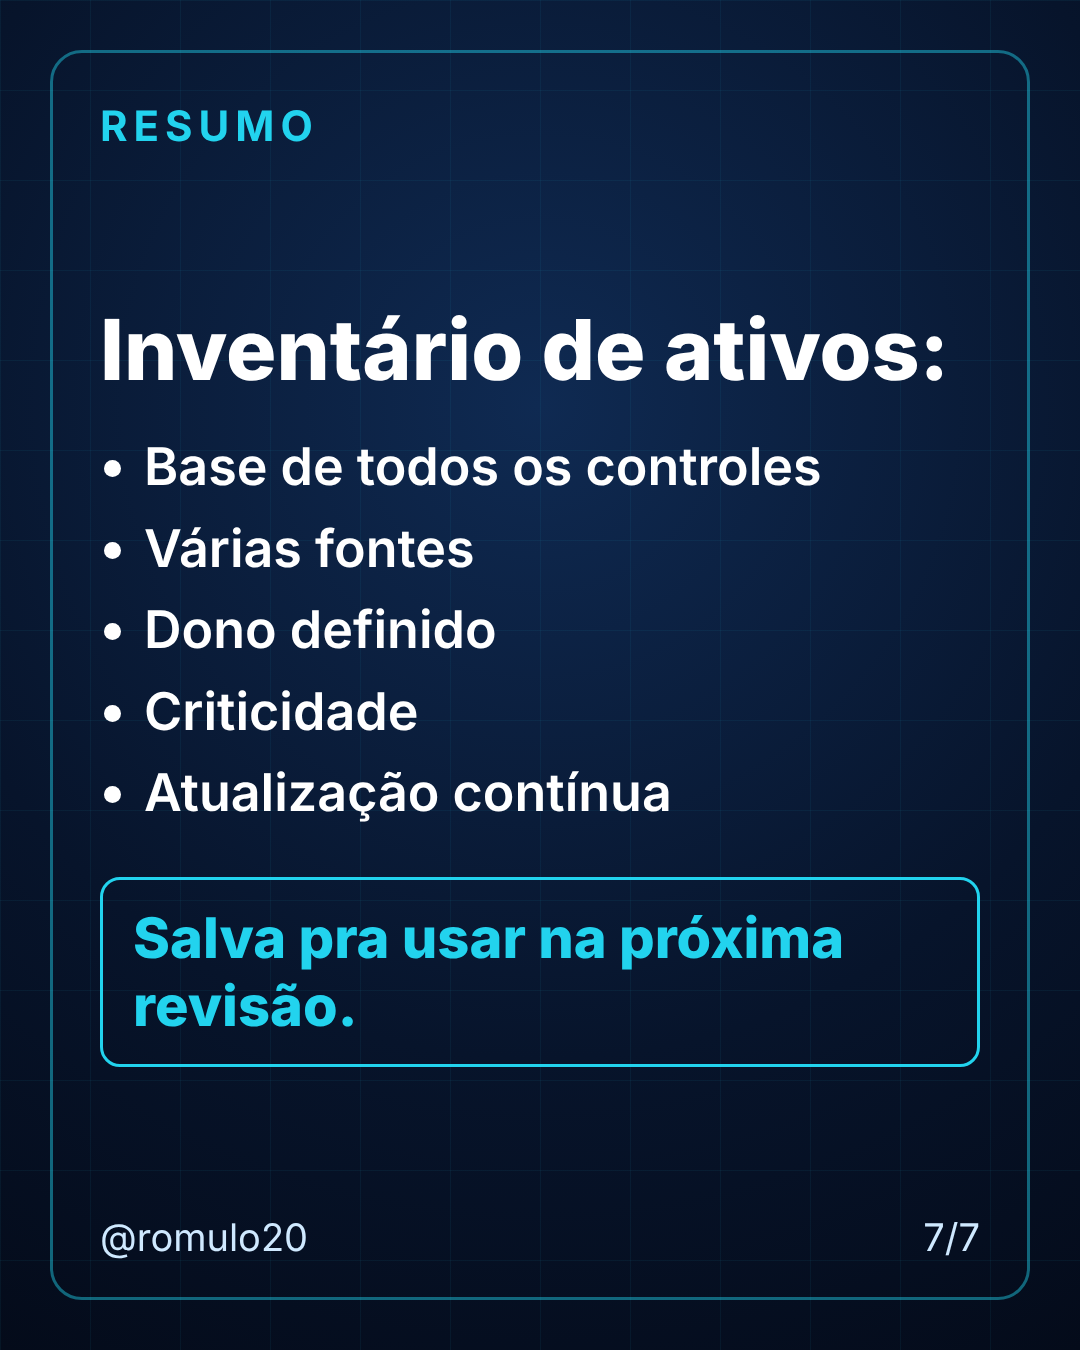 RESUMO
Inventário de ativos:
• Base de todos os controles
• Várias fontes
• Dono definido
• Criticidade
• Atualização contínua
Salva pra usar na próxima
revisão.
@romulo20
7/7